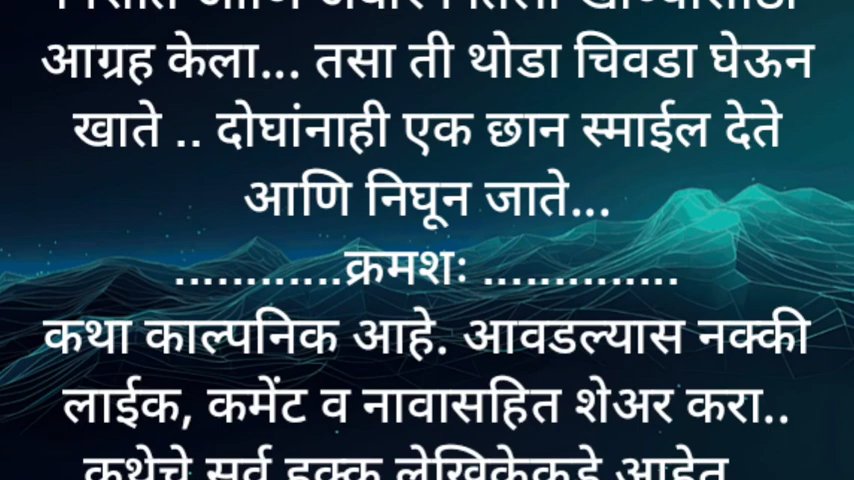 आग्रह केला... तसा ती थोडा चिवडा घेऊन
खाते .. दोघांनाही एक छान स्माईल देते
आणि निघून जाते...
............क्रमशः ..............
कथा काल्पनिक आहे. आवडल्यास नक्की
लाईक, कमेंट व नावासहित शेअर करा..
कथेचे सर्व हक्क लेखिकेकडे आहेत